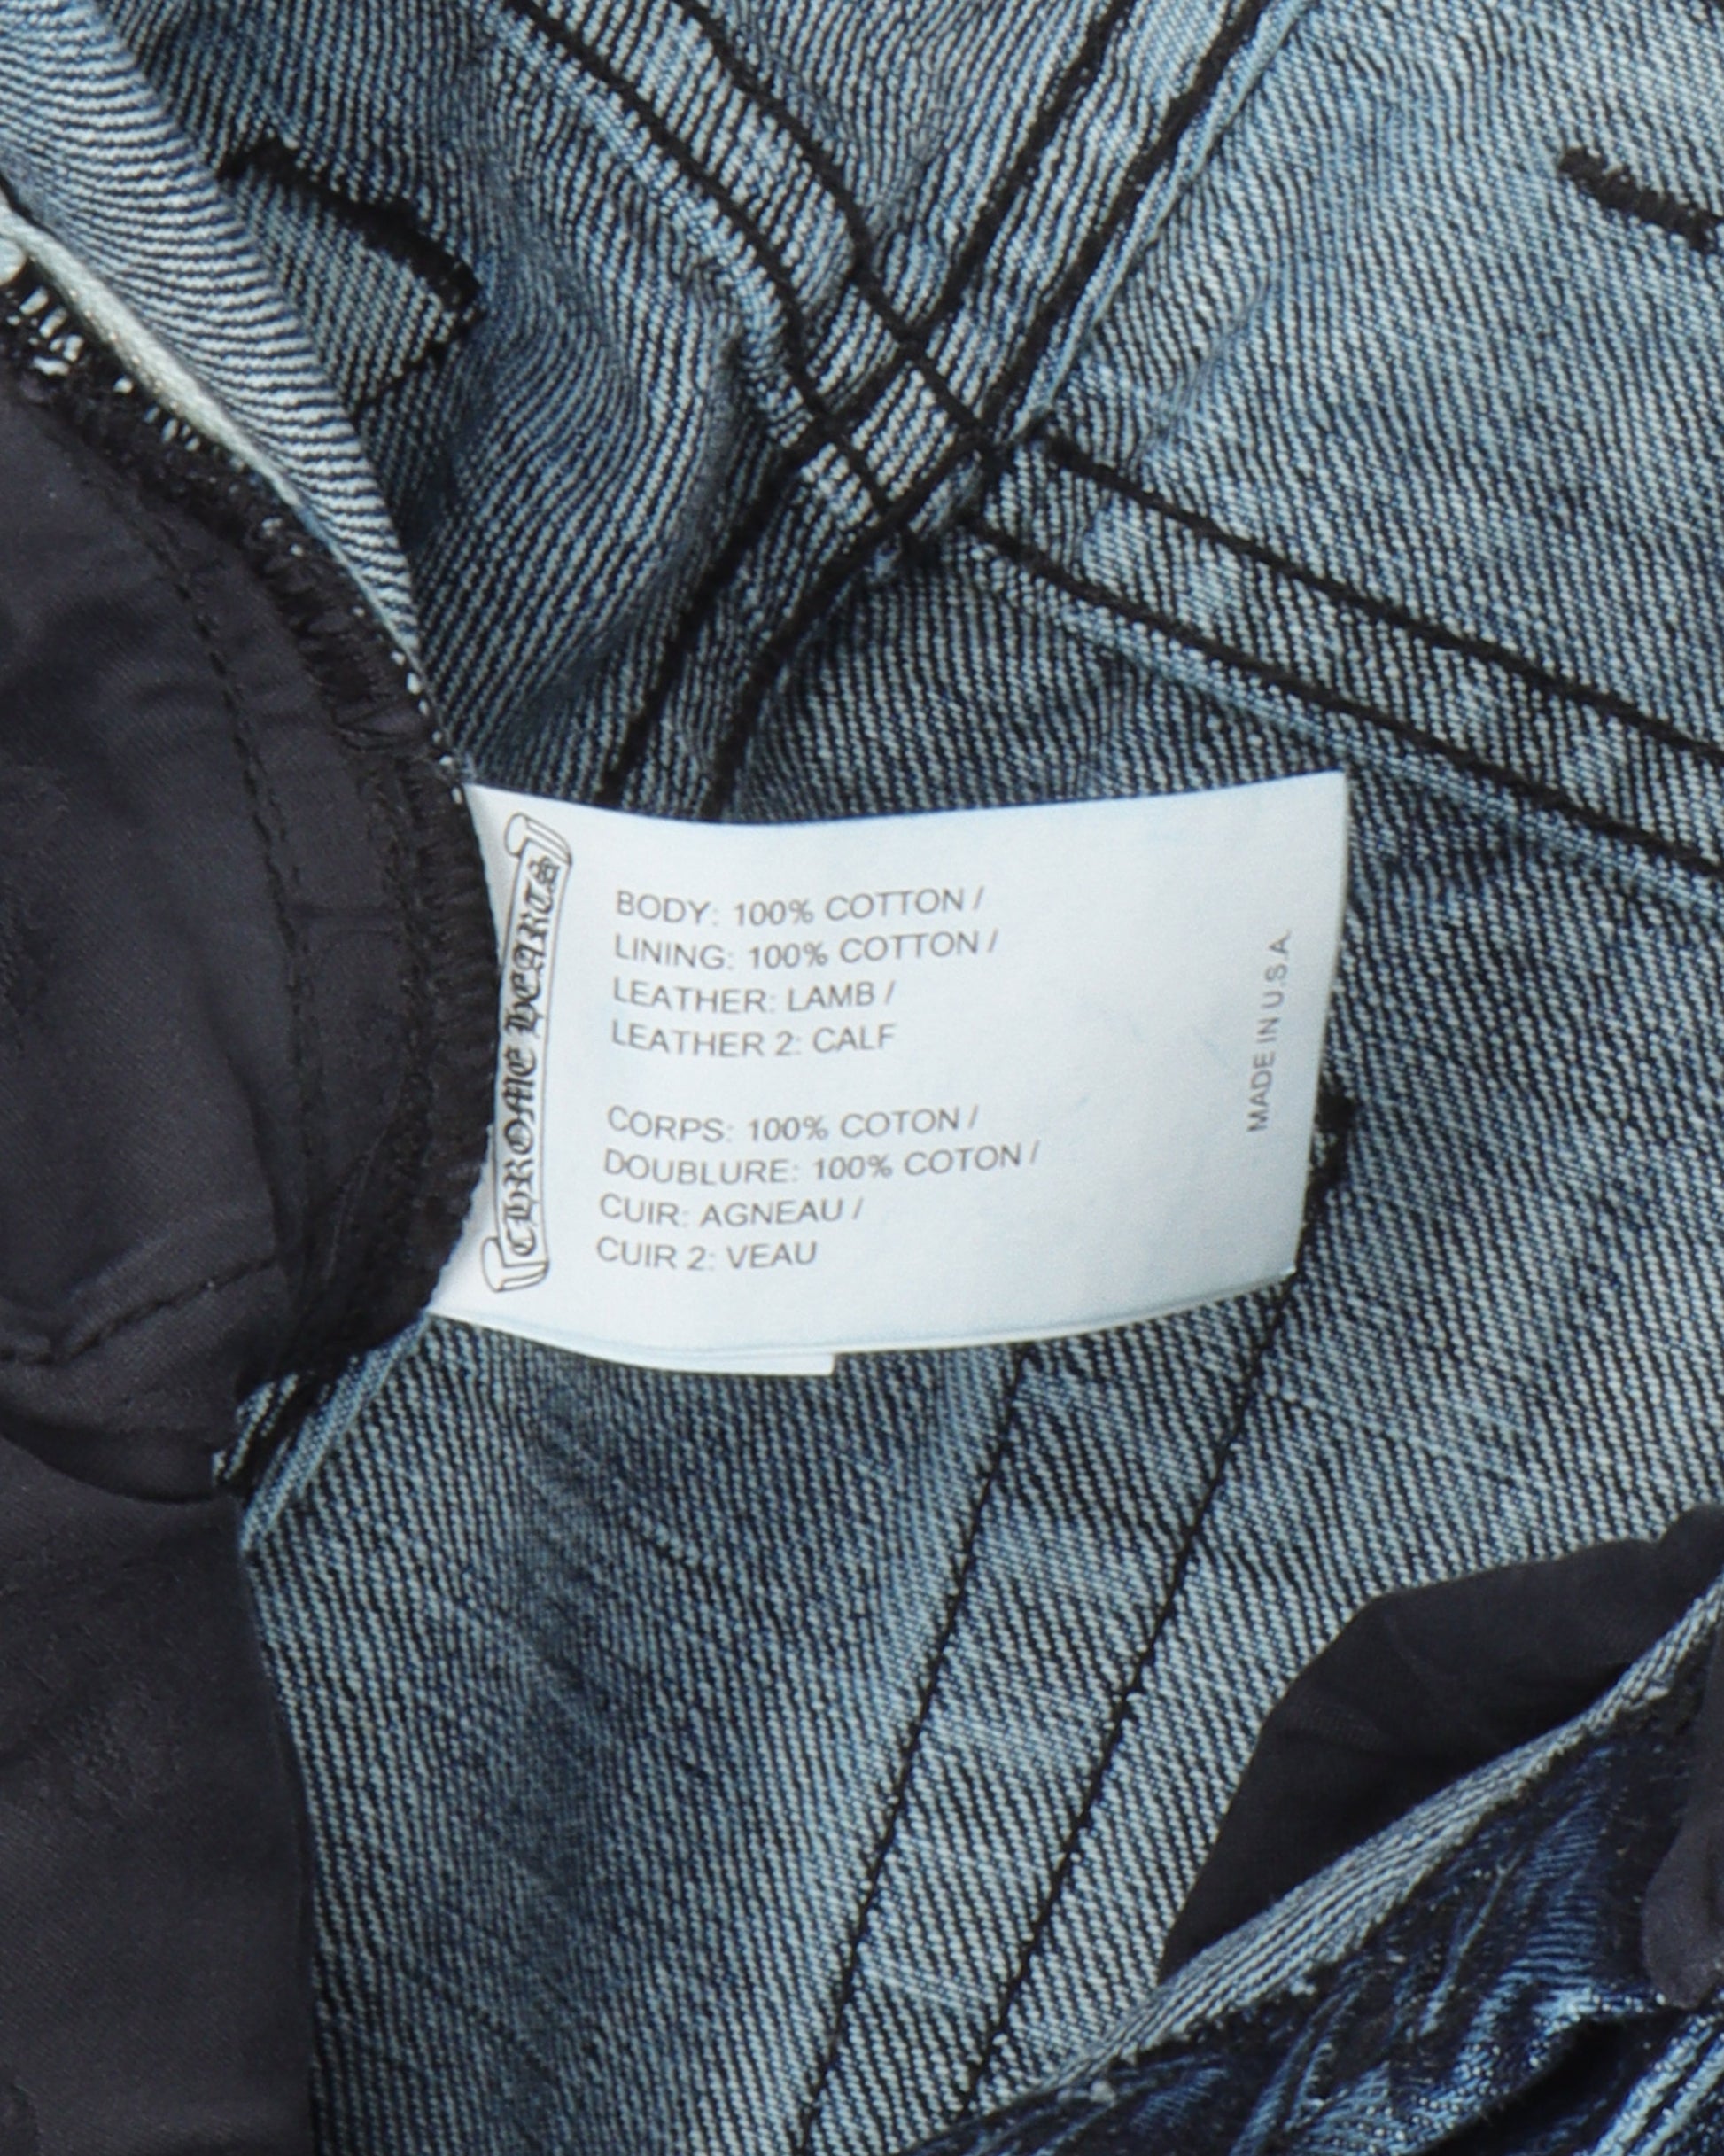 CHROME HEARTS
BODY: 100% COTTON /
LINING: 100% COTTON /
LEATHER: LAMB /
LEATHER 2: CALF
CORPS: 100% COTON /
DOUBLURE: 100% COTON /
CUIR: AGNEAU /
CUIR 2: VEAU
MADE IN U.S.A.